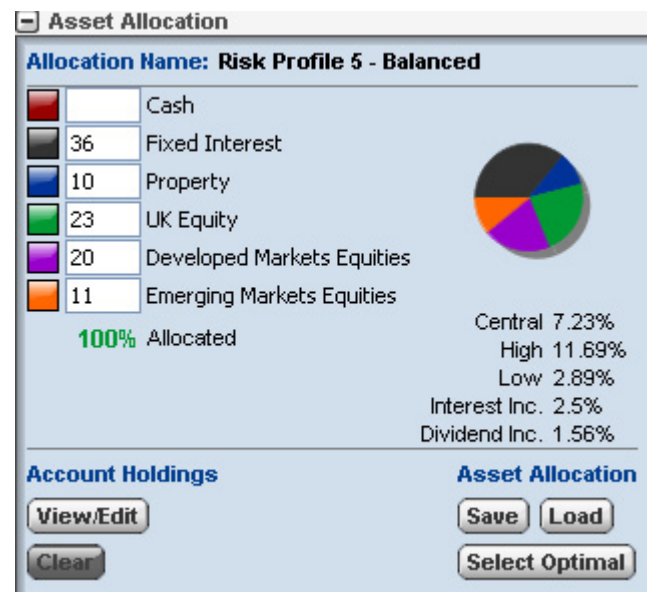 Asset Allocation
Allocation Name: Risk Profile 5 - Balanced
Cash
36 Fixed Interest
10 Property
23 UK Equity
20 Developed Markets Equities
11 Emerging Markets Equities
100% Allocated
Central 7.23%
High 11.69%
Low 2.89%
Interest Inc. 2.5%
Dividend Inc. 1.56%
Account Holdings
Asset Allocation
View/Edit
Save
Load
Clear
Select Optimal